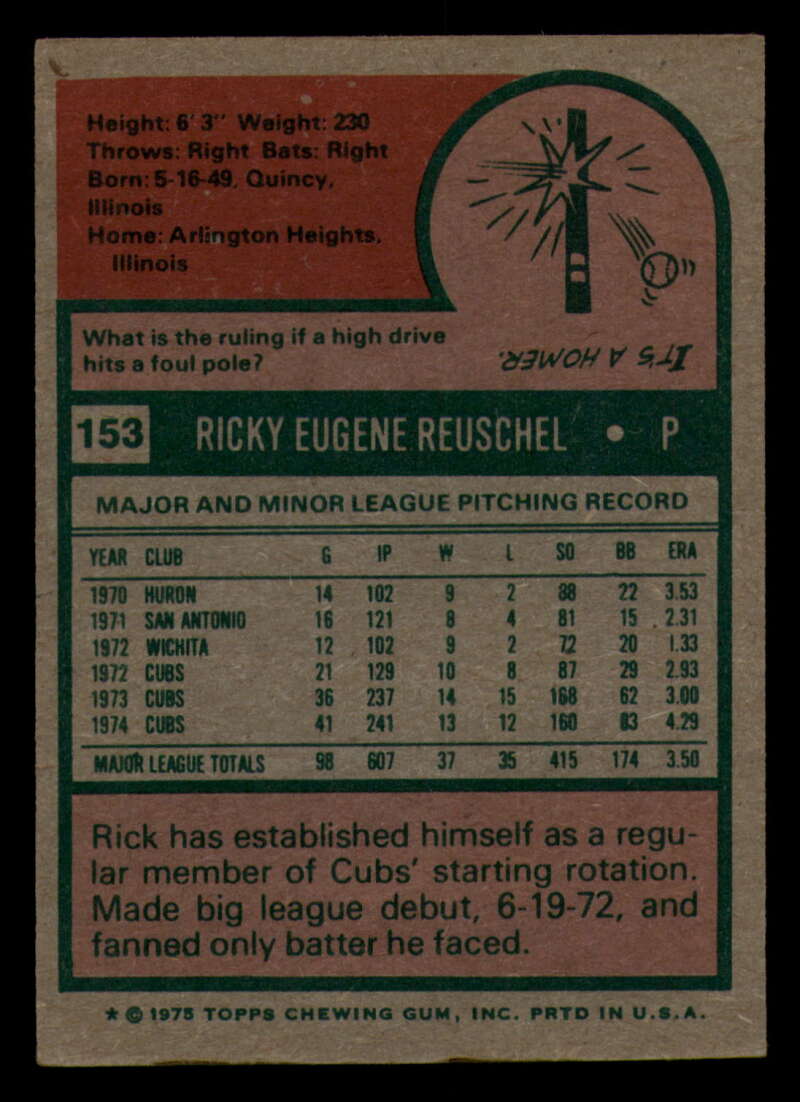 Height: 6'3" Weight: 230
Throws: Right Bats: Right
Born: 5-16-49, Quincy,
Illinois
Home: Arlington Heights,
Illinois
What is the ruling if a high drive
hits a foul pole?
IT'S A HOMER.
153 RICKY EUGENE REUSCHEL • P
MAJOR AND MINOR LEAGUE PITCHING RECORD
YEAR CLUB G IP W L SO BB ERA
1970 HURON 14 102 9 2 88 22 3.53
1971 SAN ANTONIO 16 121 8 4 81 15 2.31
1972 WICHITA 12 102 9 2 72 20 1.33
1972 CUBS 21 129 10 8 87 29 2.93
1973 CUBS 36 237 14 15 168 62 3.00
1974 CUBS 41 241 13 12 160 83 4.29
MAJOR LEAGUE TOTALS 98 607 37 35 415 174 3.50
Rick has established himself as a regu-
lar member of Cubs' starting rotation.
Made big league debut, 6-19-72, and
fanned only batter he faced.
* © 1975 TOPPS CHEWING GUM, INC. PRTD IN U.S.A.